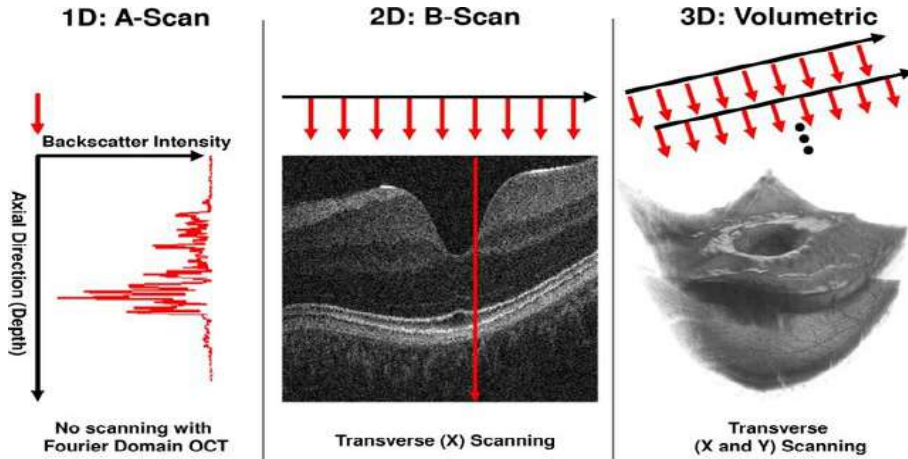 1D: A-Scan
2D: B-Scan
3D: Volumetric
Backscatter Intensity
Axial Direction (Depth)
No scanning with
Fourier Domain OCT
Transverse (X) Scanning
Transverse
(X and Y) Scanning